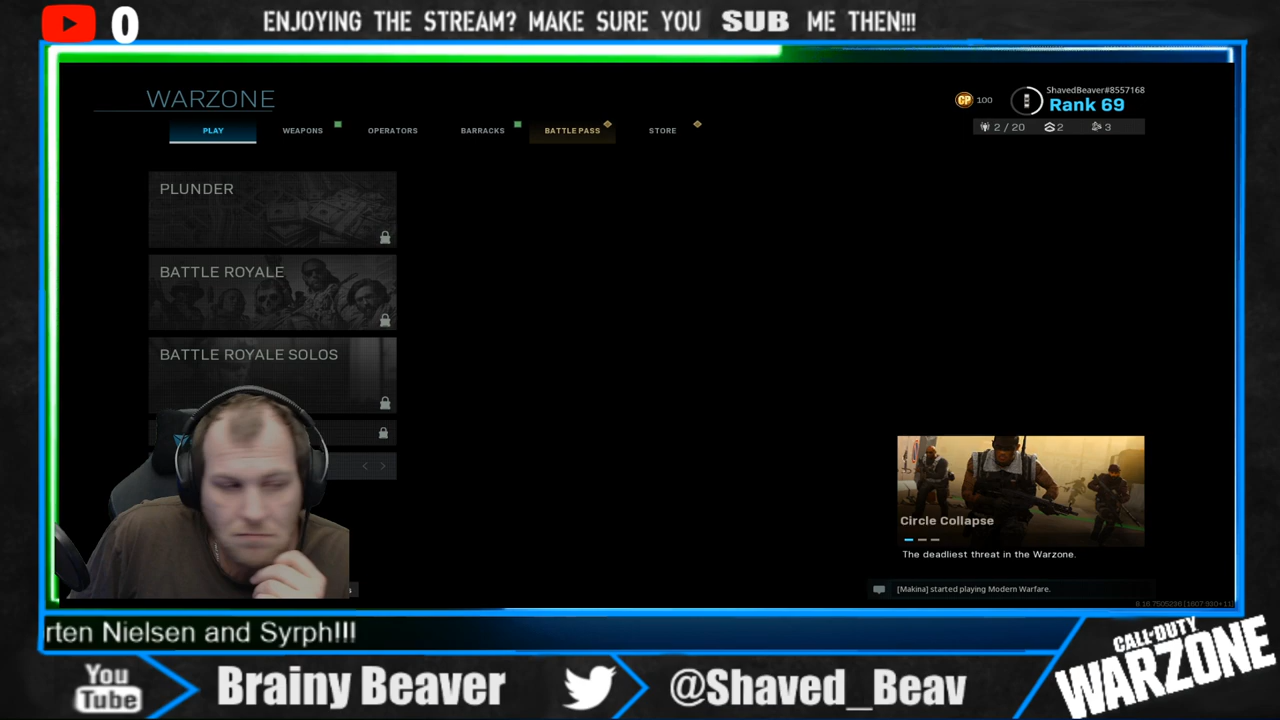 0 ENJOYING THE STREAM? MAKE SURE YOU SUB ME THEN!!!
WARZONE
CP 100
ShavedBeaver#8557168
Rank 69
2 / 20 2 3
PLAY WEAPONS OPERATORS BARRACKS BATTLE PASS STORE
PLUNDER
BATTLE ROYALE
BATTLE ROYALE SOLOS
Circle Collapse
The deadliest threat in the Warzone.
[Makina] started playing Modern Warfare.
rten Nielsen and Syrph!!!
You Tube Brainy Beaver @Shaved_Beav
CALL OF DUTY
WARZONE